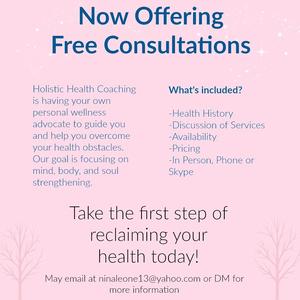 Now Offering
Free Consultations
Holistic Health Coaching
is having your own
personal wellness
advocate to guide you
and help you overcome
your health obstacles.
Our goal is focusing on
mind, body, and soul
strengthening.
What's included?
-Health History
-Discussion of Services
-Availability
-Pricing
-In Person, Phone or
Skype
Take the first step of
reclaiming your
health today!
May email at ninaleone13@yahoo.com or DM for
more information